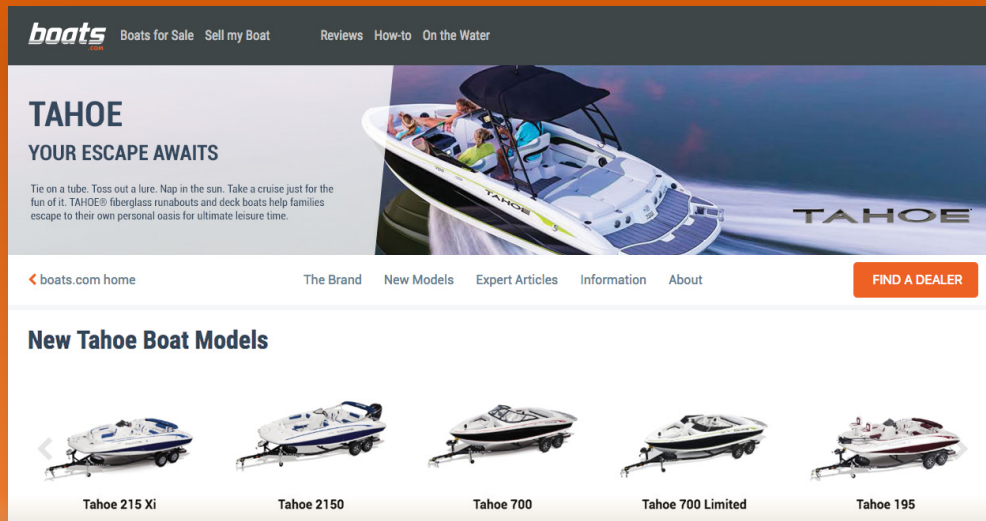 boats
.com
Boats for Sale Sell my Boat Reviews How-to On the Water
TAHOE
YOUR ESCAPE AWAITS
Tie on a tube. Toss out a lure. Nap in the sun. Take a cruise just for the
fun of it. TAHOE® fiberglass runabouts and deck boats help families
escape to their own personal oasis for ultimate leisure time.
TAHOE
TAHOE
boats.com home The Brand New Models Expert Articles Information About FIND A DEALER
New Tahoe Boat Models
Tahoe 215 Xi Tahoe 2150 Tahoe 700 Tahoe 700 Limited Tahoe 195